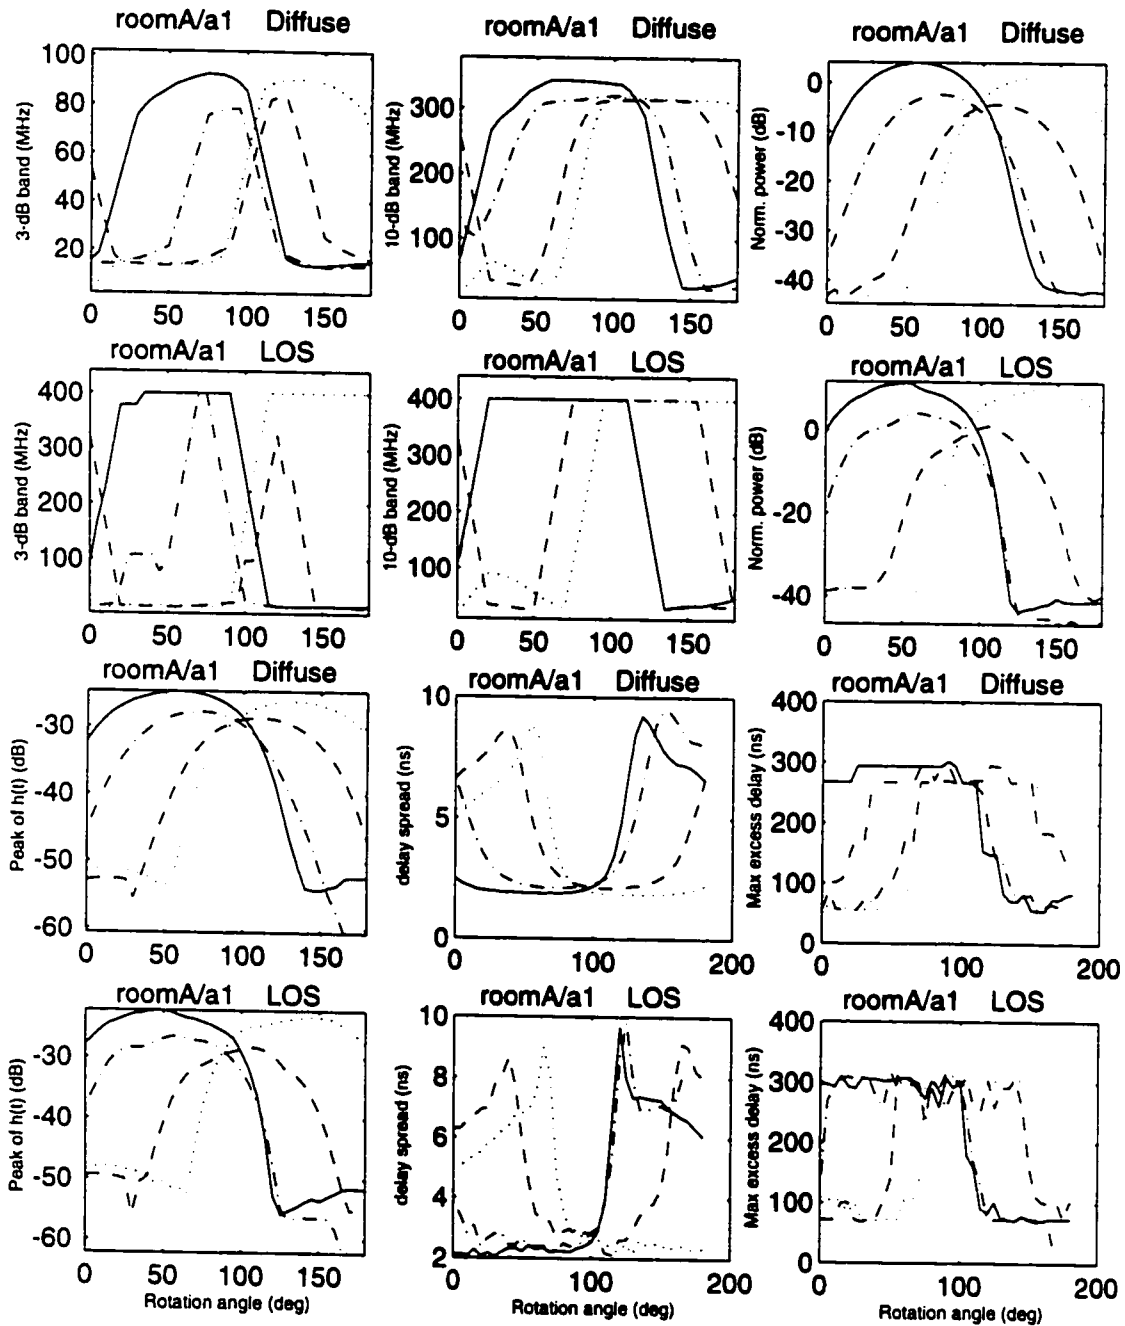 roomA/a1 Diffuse
100
80
60
40
20
3-dB band (MHz)
0 50 100 150
roomA/a1 Diffuse
300
200
100
10-dB band (MHz)
0 50 100 150
roomA/a1 Diffuse
0
-10
-20
-30
-40
Norm. power (dB)
0 50 100 150
roomA/a1 LOS
400
300
200
100
3-dB band (MHz)
0 50 100 150
roomA/a1 LOS
400
300
200
100
10-dB band (MHz)
0 50 100 150
roomA/a1 LOS
0
-20
-40
Norm. power (dB)
0 50 100 150
roomA/a1 Diffuse
-30
-40
-50
-60
Peak of h(t) (dB)
0 50 100 150
roomA/a1 Diffuse
10
5
0
delay spread (ns)
0 100 200
roomA/a1 Diffuse
400
300
200
100
0
Max excess delay (ns)
0 100 200
roomA/a1 LOS
-30
-40
-50
-60
Peak of h(t) (dB)
0 50 100 150
Rotation angle (deg)
roomA/a1 LOS
10
8
6
4
2
delay spread (ns)
0 100 200
Rotation angle (deg)
roomA/a1 LOS
400
300
200
100
0
Max excess delay (ns)
0 100 200
Rotation angle (deg)